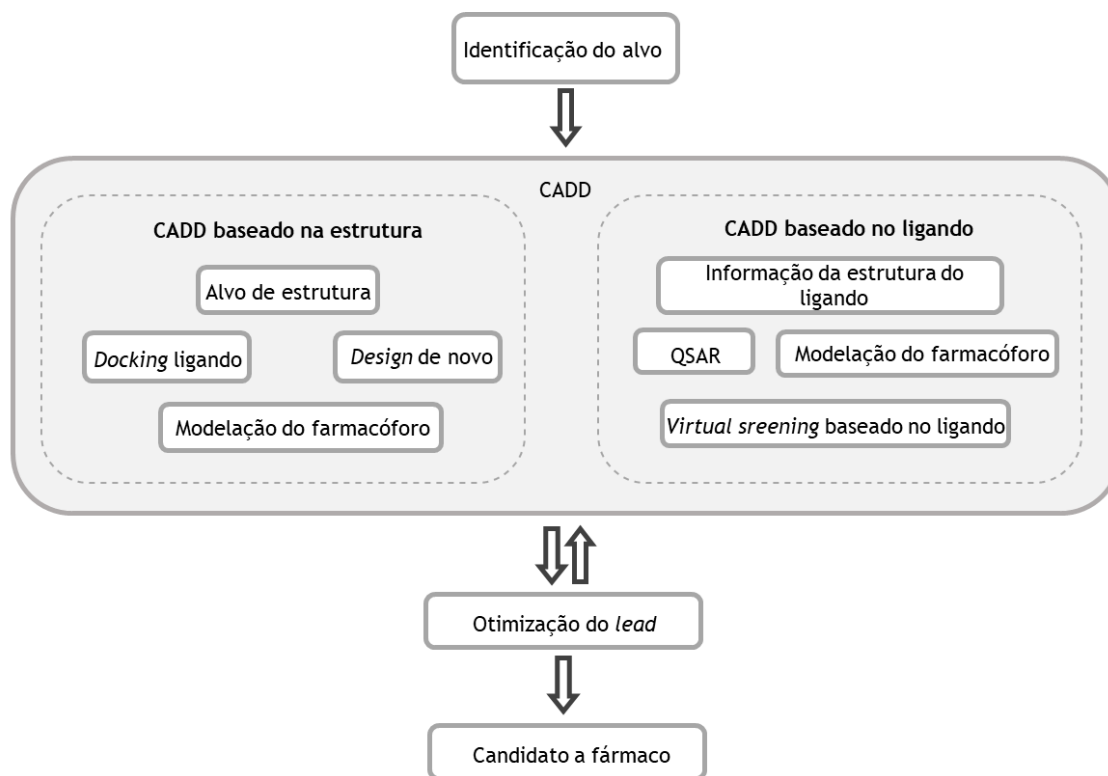 Identificação do alvo
CADD
CADD baseado na estrutura
Alvo de estrutura
Docking ligando
Design de novo
Modelação do farmacóforo
CADD baseado no ligando
Informação da estrutura do
ligando
QSAR
Modelação do farmacóforo
Virtual sreening baseado no ligando
Otimização do lead
Candidato a fármaco